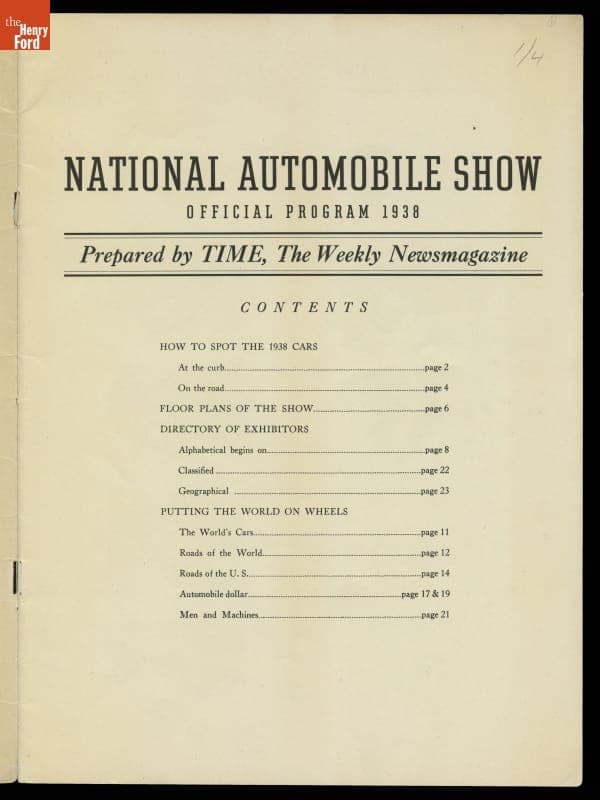 the
Henry
Ford
1/4
NATIONAL AUTOMOBILE SHOW
OFFICIAL PROGRAM 1938
Prepared by TIME, The Weekly Newsmagazine
CONTENTS
HOW TO SPOT THE 1938 CARS
At the curb....................page 2
On the road....................page 4
FLOOR PLANS OF THE SHOW....................page 6
DIRECTORY OF EXHIBITORS
Alphabetical begins on....................page 8
Classified ....................page 22
Geographical ....................page 23
PUTTING THE WORLD ON WHEELS
The World's Cars....................page 11
Roads of the World....................page 12
Roads of the U. S.....................page 14
Automobile dollar....................page 17 & 19
Men and Machines....................page 21